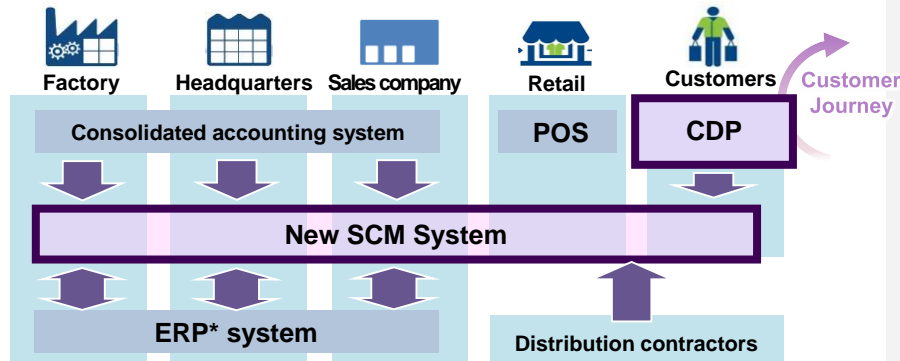 Factory
Headquarters
Sales company
Retail
Customers
Customer
Journey
Consolidated accounting system
POS
CDP
New SCM System
ERP* system
Distribution contractors